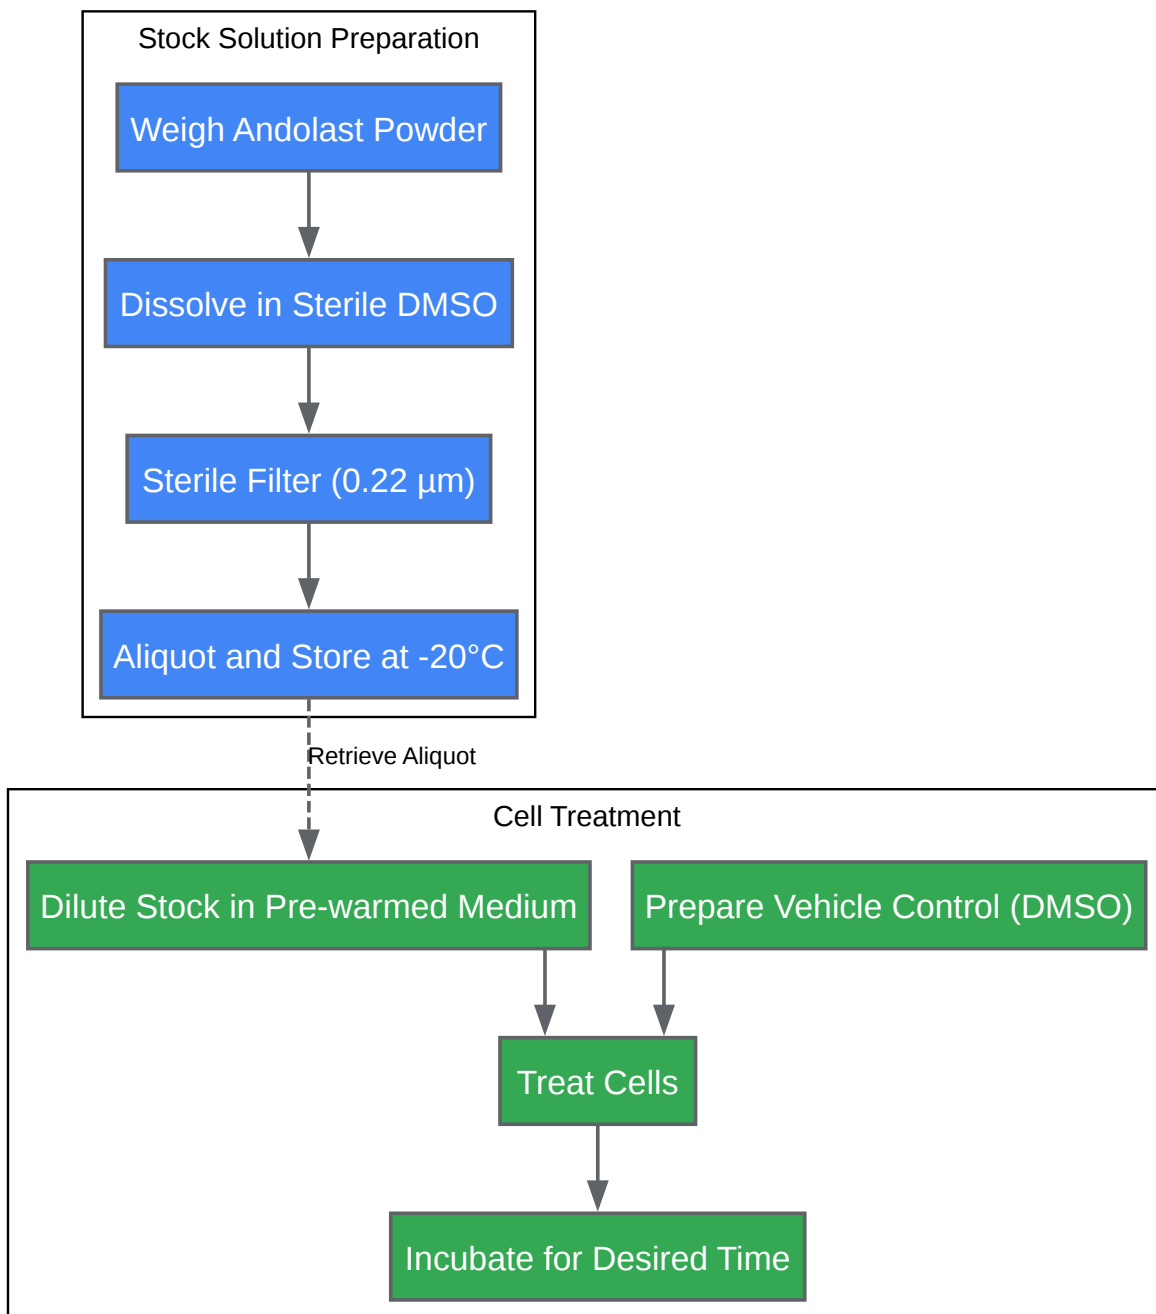 Stock Solution Preparation
Weigh Andolast Powder
Dissolve in Sterile DMSO
Sterile Filter (0.22 µm)
Aliquot and Store at -20°C
Retrieve Aliquot
Cell Treatment
Dilute Stock in Pre-warmed Medium
Prepare Vehicle Control (DMSO)
Treat Cells
Incubate for Desired Time